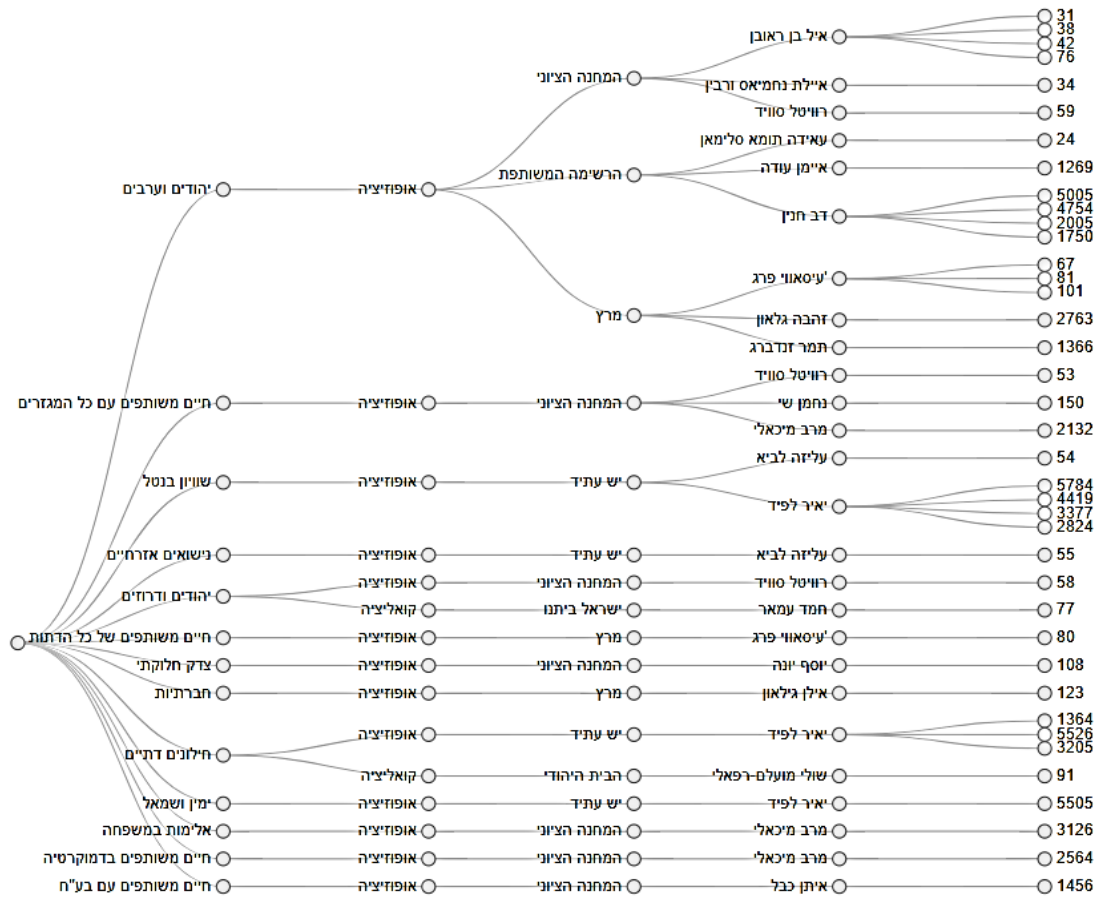 31
38
איל בן ראובן
42
76
המחנה הציוני
איילת נחמיאס ורבין
34
רוויטל סוויד
59
עאידה תומא סלימאן
24
הרשימה המשותפת
איימן עודה
1269
יהודים וערבים
אופוזיציה
5005
4754
דב חנין
2005
1750
67
עיסאווי פרג'
81
101
מרץ
זהבה גלאון
2763
תמר זנדברג
1366
רוויטל סוויד
53
חיים משותפים עם כל המגזרים
אופוזיציה
המחנה הציוני
נחמן שי
150
מרב מיכאלי
2132
עליזה לביא
54
שוויון בנטל
אופוזיציה
יש עתיד
5784
4419
יאיר לפיד
3377
2824
נישואים אזרחיים
אופוזיציה
יש עתיד
עליזה לביא
55
אופוזיציה
המחנה הציוני
רוויטל סוויד
58
יהודים ודרוזים
קואליציה
ישראל ביתנו
חמד עמאר
77
חיים משותפים של כל הדתות
אופוזיציה
מרץ
עיסאווי פרג'
80
צדק חלוקתי
אופוזיציה
המחנה הציוני
יוסף יונה
108
חברתיות
אופוזיציה
מרץ
אילן גילאון
123
1364
אופוזיציה
יש עתיד
יאיר לפיד
5526
3205
חילונים דתיים
קואליציה
הבית היהודי
שולי מועלם-רפאלי
91
ימין ושמאל
אופוזיציה
יש עתיד
יאיר לפיד
5505
אלימות במשפחה
אופוזיציה
המחנה הציוני
מרב מיכאלי
3126
חיים משותפים בדמוקרטיה
אופוזיציה
המחנה הציוני
מרב מיכאלי
2564
חיים משותפים עם בע"ח
אופוזיציה
המחנה הציוני
איתן כבל
1456